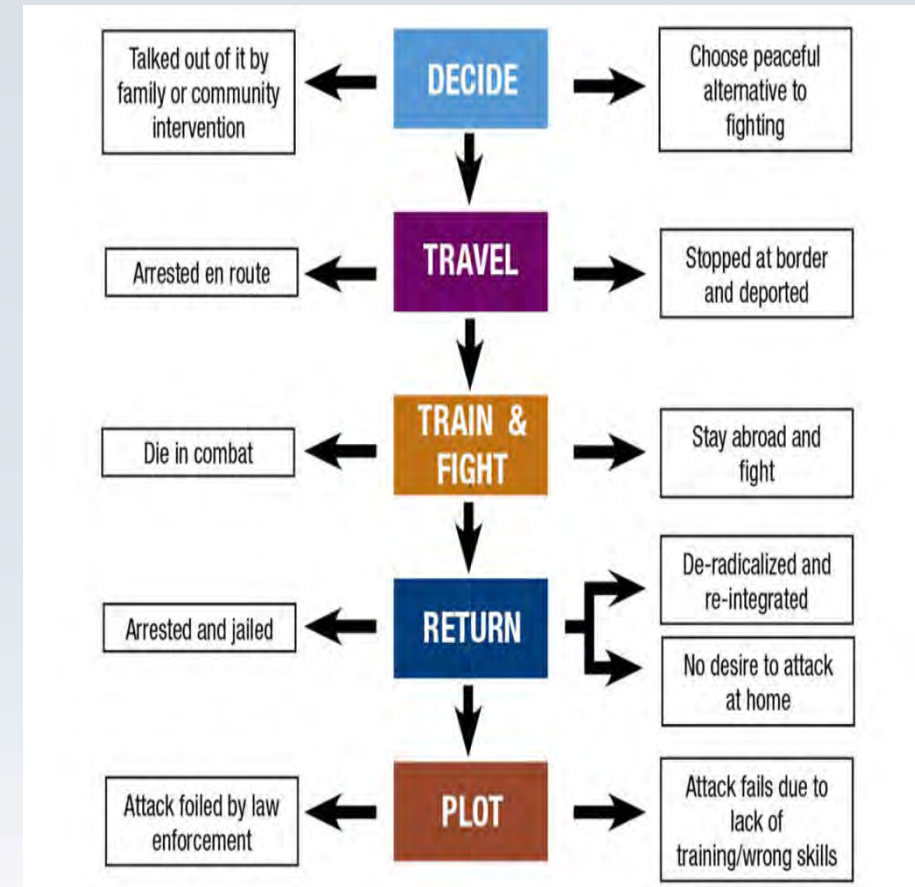 Talked out of it by
family or community
intervention
DECIDE
Choose peaceful
alternative to
fighting
Arrested en route
TRAVEL
Stopped at border
and deported
Die in combat
TRAIN &
FIGHT
Stay abroad and
fight
Arrested and jailed
RETURN
De-radicalized and
re-integrated
No desire to attack
at home
Attack foiled by law
enforcement
PLOT
Attack fails due to
lack of
training/wrong skills